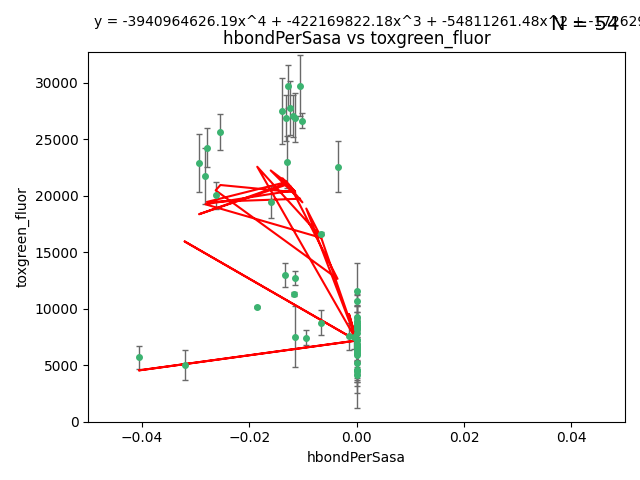 y = -3940964626.19x^4 + -422169822.18x^3 + -54811261.48x^2 +
N = 54
hbondPerSasa vs toxgreen_fluor
30000
25000
20000
15000
10000
5000
0
toxgreen_fluor
−0.04 −0.02 0.00 0.02 0.04
hbondPerSasa